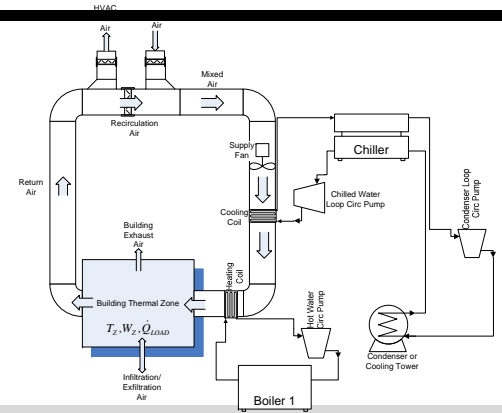 HVAC
Air
Air
Mixed
Air
Recirculation
Air
Supply
Fan
Chiller
Return
Air
Chilled Water
Loop Circ Pump
Condenser Loop
Circ Pump
Cooling
Coil
Building
Exhaust
Air
Heating
Coil
Building Thermal Zone
Hot Water
Circ Pump
T_Z, W_Z, Q̇_LOAD
Condenser or
Cooling Tower
Infiltration/
Exfiltration
Air
Boiler 1